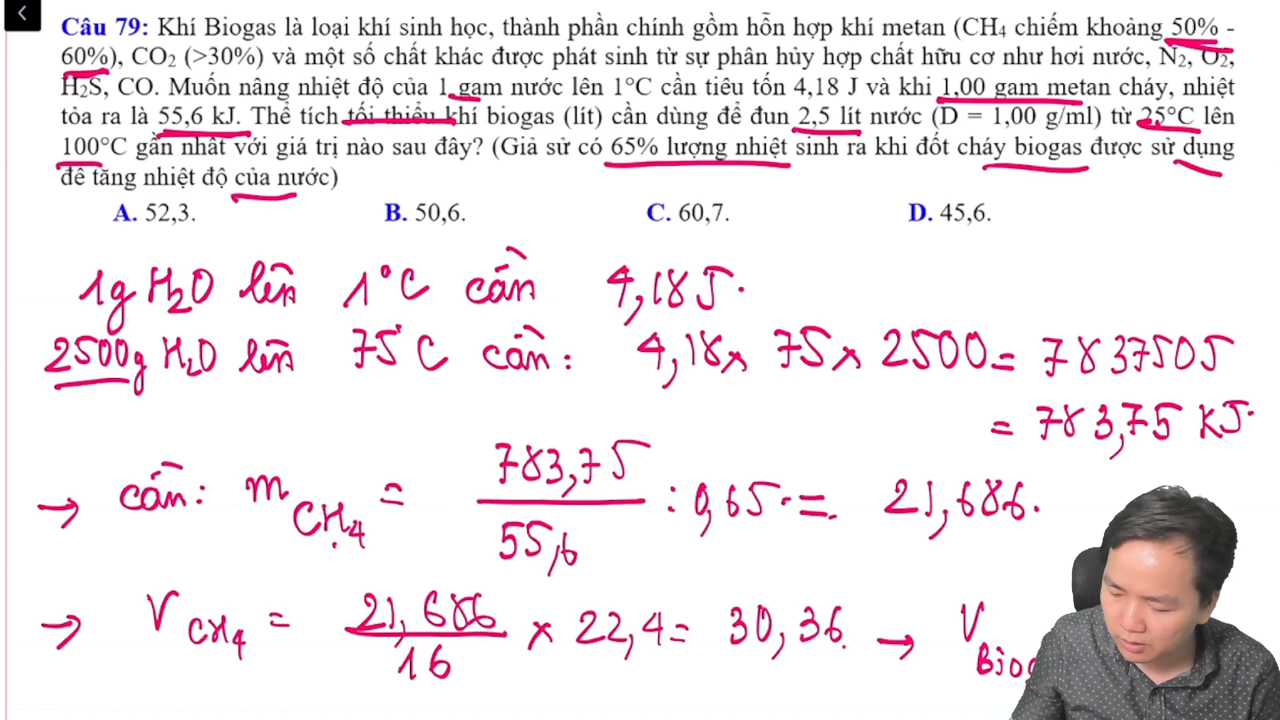 Câu 79: Khí Biogas là loại khí sinh học, thành phần chính gồm hỗn hợp khí metan (CH4 chiếm khoảng 50% -
60%), CO2 (>30%) và một số chất khác được phát sinh từ sự phân hủy hợp chất hữu cơ như hơi nước, N2, O2,
H2S, CO. Muốn nâng nhiệt độ của 1 gam nước lên 1°C cần tiêu tốn 4,18 J và khi 1,00 gam metan cháy, nhiệt
tỏa ra là 55,6 kJ. Thể tích tối thiểu khí biogas (lít) cần dùng để đun 2,5 lít nước (D = 1,00 g/ml) từ 25°C lên
100°C gần nhất với giá trị nào sau đây? (Giả sử có 65% lượng nhiệt sinh ra khi đốt cháy biogas được sử dụng
để tăng nhiệt độ của nước)
A. 52,3. B. 50,6. C. 60,7. D. 45,6.
1g H2O lên 1°C cần 4,18J.
2500g H2O lên 75°C cần: 4,18 x 75 x 2500 = 783750J
= 783,75 kJ.
→ cần: mCH4 = 783,75 / 55,6 : 0,65 = 21,686.
→ VCH4 = 21,686 / 16 x 22,4 = 30,36. → V